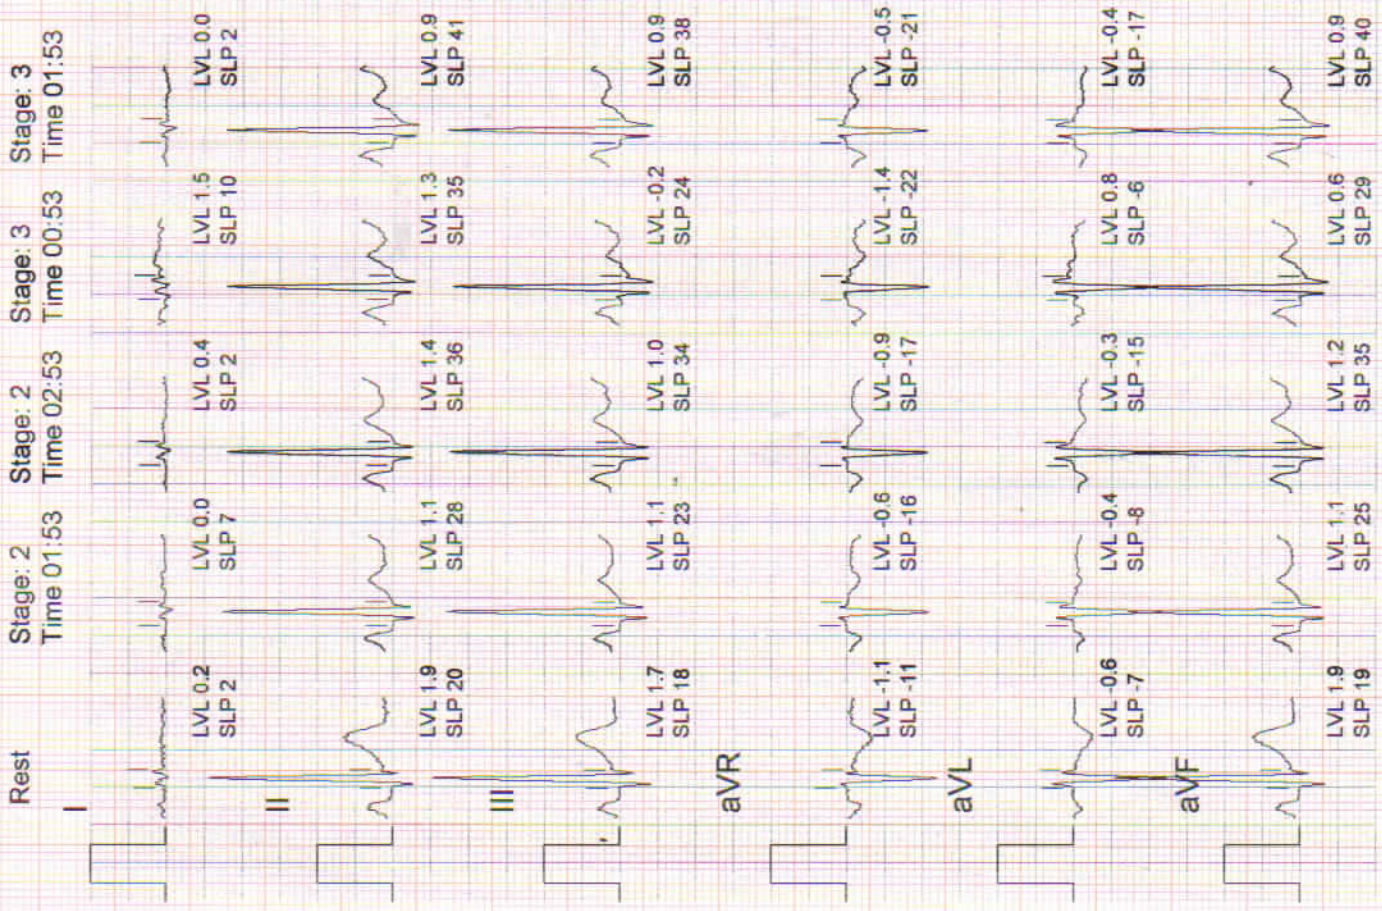 Rest Stage: 2 Stage: 2 Stage: 3 Stage: 3
Time 01:53 Time 02:53 Time 00:53 Time 01:53
I
LVL 0.2 LVL 0.0 LVL 0.4 LVL 1.5 LVL 0.0
SLP 2 SLP 7 SLP 2 SLP 10 SLP 2
II
LVL 1.9 LVL 1.1 LVL 1.4 LVL 1.3 LVL 0.9
SLP 20 SLP 28 SLP 36 SLP 35 SLP 41
III
LVL 1.7 LVL 1.1 LVL 1.0 LVL -0.2 LVL 0.9
SLP 18 SLP 23 SLP 34 SLP 24 SLP 38
aVR
LVL -1.1 LVL -0.6 LVL -0.9 LVL -1.4 LVL -0.5
SLP -11 SLP -16 SLP -17 SLP -22 SLP -21
aVL
LVL -0.6 LVL -0.4 LVL -0.3 LVL 0.8 LVL -0.4
SLP -7 SLP -8 SLP -15 SLP -6 SLP -17
aVF
LVL 1.9 LVL 1.1 LVL 1.2 LVL 0.6 LVL 0.9
SLP 19 SLP 25 SLP 35 SLP 29 SLP 40